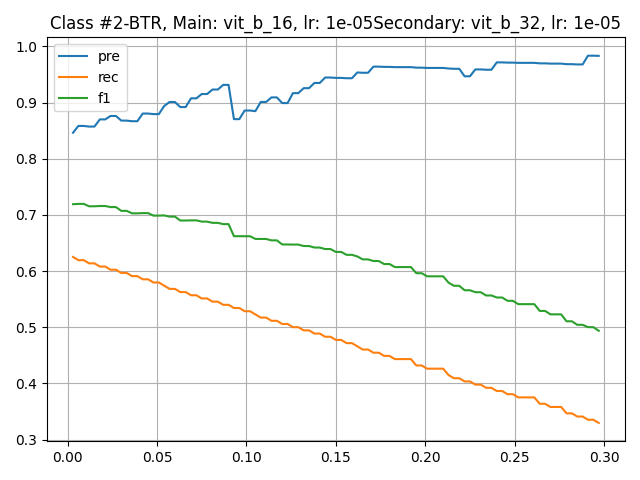 Class #2-BTR, Main: vit_b_16, lr: 1e-05Secondary: vit_b_32, lr: 1e-05
pre
rec
f1
1.0
0.9
0.8
0.7
0.6
0.5
0.4
0.3
0.00 0.05 0.10 0.15 0.20 0.25 0.30